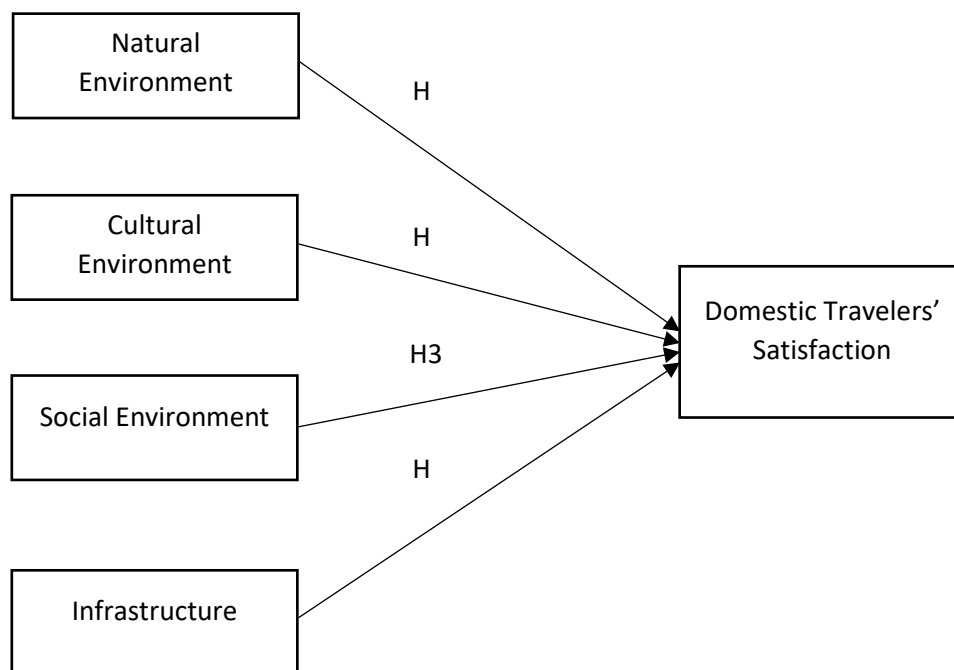 Natural
Environment
H
Cultural
Environment
H
Domestic Travelers’
Satisfaction
H3
Social Environment
H
Infrastructure